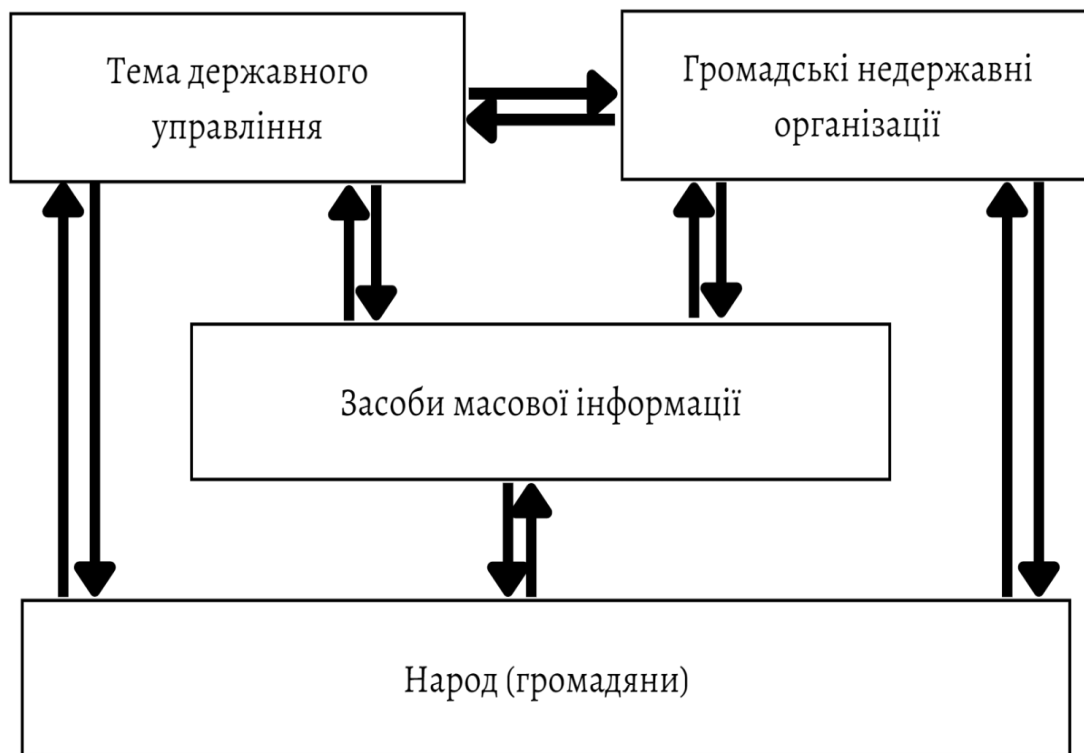 Тема державного
управління
Громадські недержавні
організації
Засоби масової інформації
Народ (громадяни)